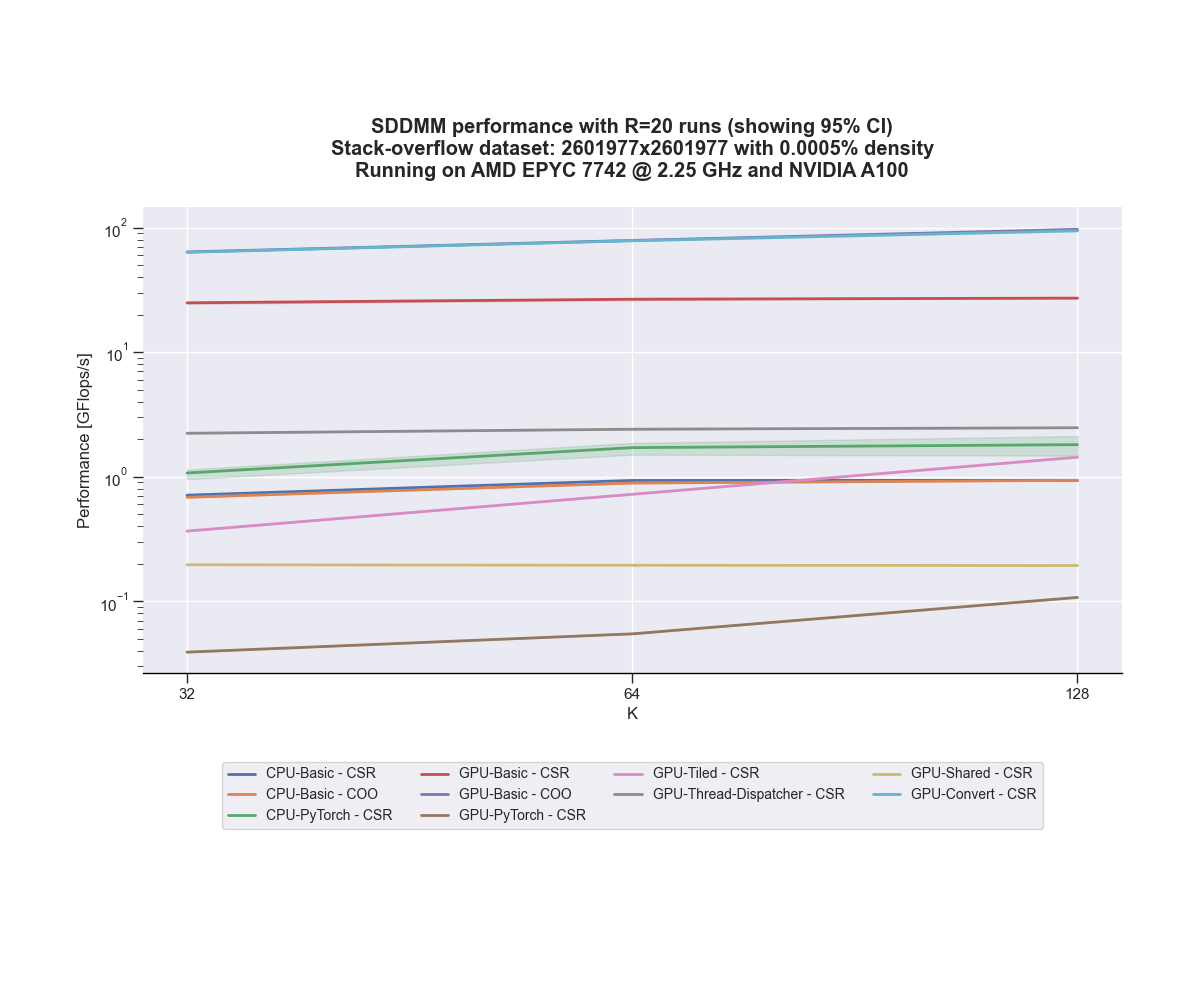 SDDMM performance with R=20 runs (showing 95% CI)
Stack-overflow dataset: 2601977x2601977 with 0.0005% density
Running on AMD EPYC 7742 @ 2.25 GHz and NVIDIA A100
Performance [GFlops/s]
10^2
10^1
10^0
10^−1
32 64 128
K
CPU-Basic - CSR GPU-Basic - CSR GPU-Tiled - CSR GPU-Shared - CSR
CPU-Basic - COO GPU-Basic - COO GPU-Thread-Dispatcher - CSR GPU-Convert - CSR
CPU-PyTorch - CSR GPU-PyTorch - CSR